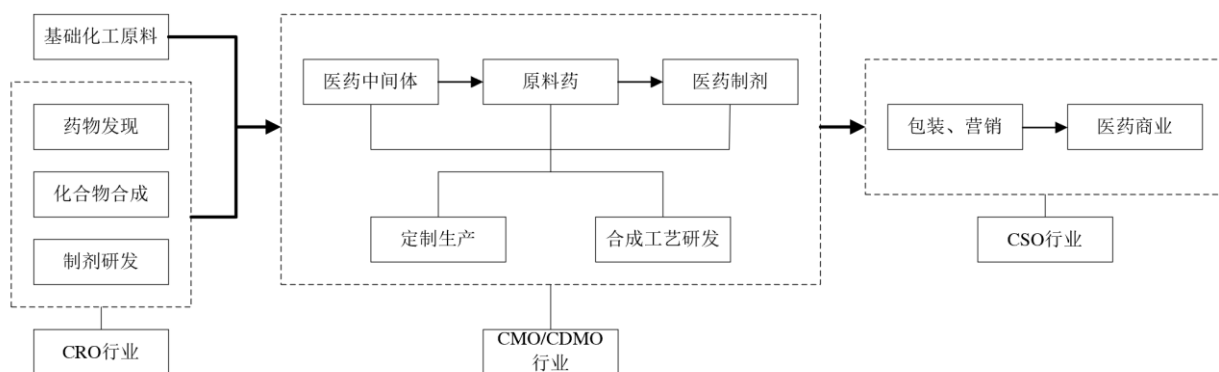 基础化工原料
药物发现
化合物合成
制剂研发
CRO行业
医药中间体
原料药
医药制剂
定制生产
合成工艺研发
CMO/CDMO
行业
包装、营销
医药商业
CSO行业